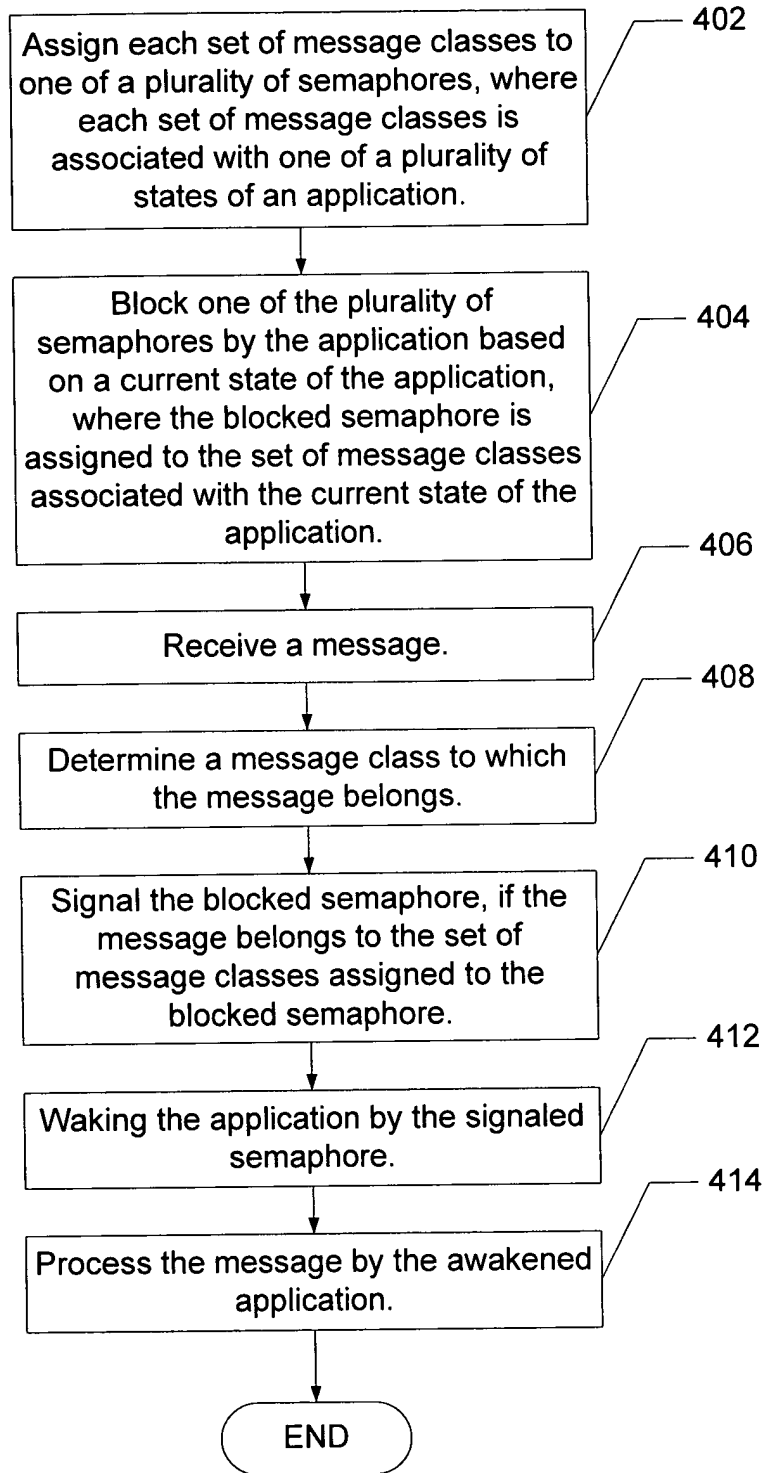 Assign each set of message classes to
one of a plurality of semaphores, where
each set of message classes is
associated with one of a plurality of
states of an application.
402
Block one of the plurality of
semaphores by the application based
on a current state of the application,
where the blocked semaphore is
assigned to the set of message classes
associated with the current state of the
application.
404
Receive a message.
406
Determine a message class to which
the message belongs.
408
Signal the blocked semaphore, if the
message belongs to the set of
message classes assigned to the
blocked semaphore.
410
Waking the application by the signaled
semaphore.
412
Process the message by the awakened
application.
414
END